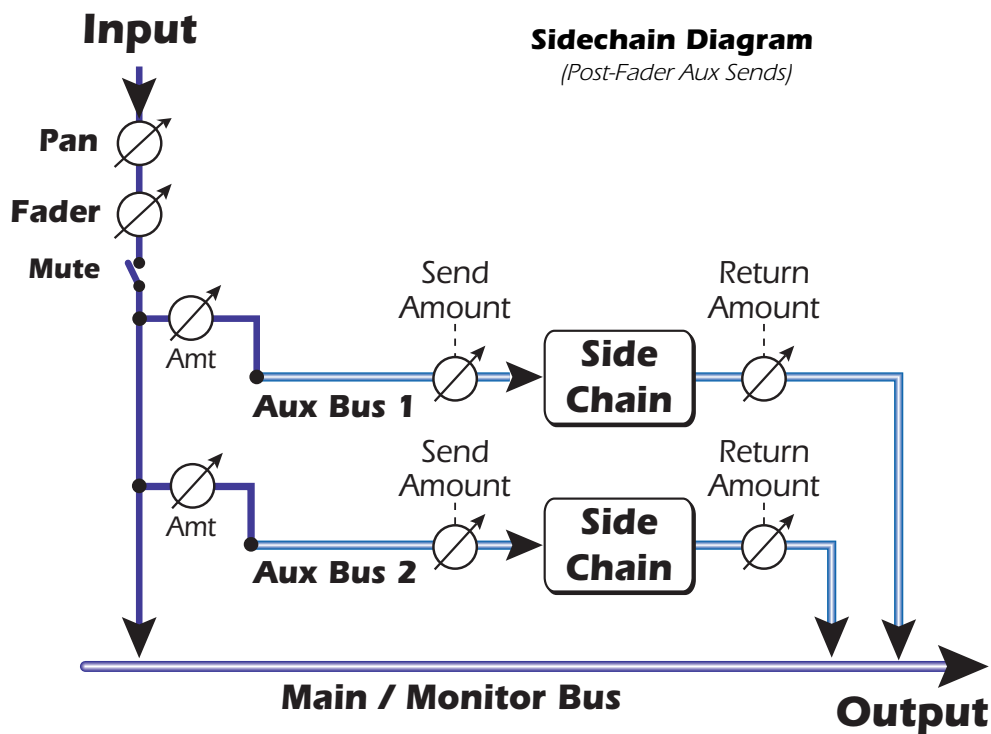 Input
Sidechain Diagram
(Post-Fader Aux Sends)
Pan
Fader
Mute
Amt
Send
Amount
Return
Amount
Side
Chain
Aux Bus 1
Amt
Send
Amount
Return
Amount
Side
Chain
Aux Bus 2
Main / Monitor Bus
Output